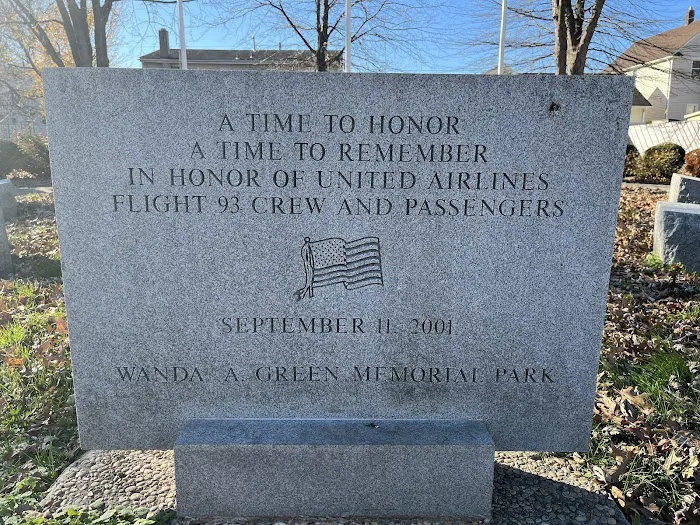 A TIME TO HONOR
A TIME TO REMEMBER
IN HONOR OF UNITED AIRLINES
FLIGHT 93 CREW AND PASSENGERS
SEPTEMBER 11, 2001
WANDA A. GREEN MEMORIAL PARK